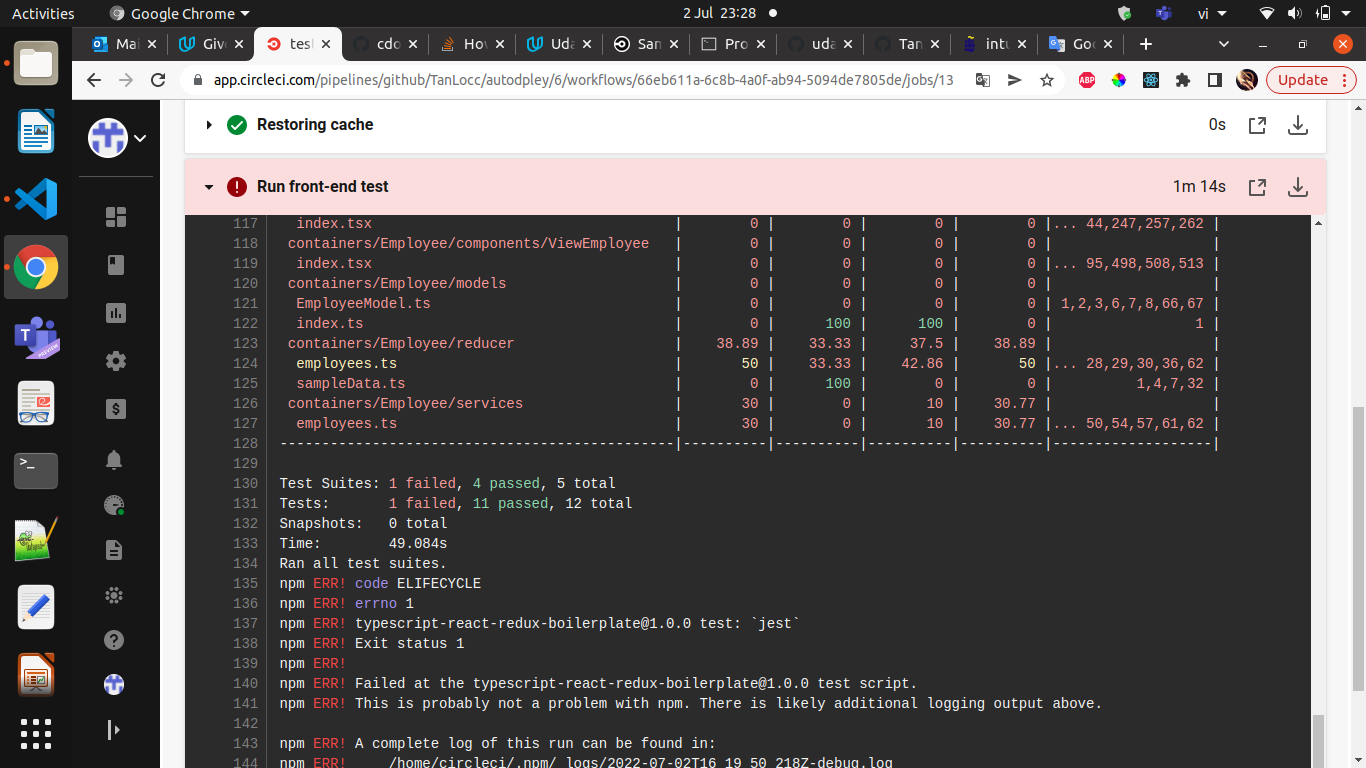 Activities Google Chrome 2 Jul 23:28 vi
Mai Give test cdo Hov Uda San Pro uda Tan intu Goo
app.circleci.com/pipelines/github/TanLocc/autodpley/6/workflows/66eb611a-6c8b-4a0f-ab94-5094de7805de/jobs/13 ABP Update
Restoring cache 0s
Run front-end test 1m 14s
117 index.tsx | 0 | 0 | 0 | 0 |... 44,247,257,262 |
118 containers/Employee/components/ViewEmployee | 0 | 0 | 0 | 0 | |
119 index.tsx | 0 | 0 | 0 | 0 |... 95,498,508,513 |
120 containers/Employee/models | 0 | 0 | 0 | 0 | |
121 EmployeeModel.ts | 0 | 0 | 0 | 0 | 1,2,3,6,7,8,66,67 |
122 index.ts | 0 | 100 | 100 | 0 | 1 |
123 containers/Employee/reducer | 38.89 | 33.33 | 37.5 | 38.89 | |
124 employees.ts | 50 | 33.33 | 42.86 | 50 |... 28,29,30,36,62 |
125 sampleData.ts | 0 | 100 | 0 | 0 | 1,4,7,32 |
126 containers/Employee/services | 30 | 0 | 10 | 30.77 | |
127 employees.ts | 30 | 0 | 10 | 30.77 |... 50,54,57,61,62 |
128 -----------------------------------------------|----------|----------|----------|----------|-------------------|
129
130 Test Suites: 1 failed, 4 passed, 5 total
131 Tests: 1 failed, 11 passed, 12 total
132 Snapshots: 0 total
133 Time: 49.084s
134 Ran all test suites.
135 npm ERR! code ELIFECYCLE
136 npm ERR! errno 1
137 npm ERR! typescript-react-redux-boilerplate@1.0.0 test: `jest`
138 npm ERR! Exit status 1
139 npm ERR!
140 npm ERR! Failed at the typescript-react-redux-boilerplate@1.0.0 test script.
141 npm ERR! This is probably not a problem with npm. There is likely additional logging output above.
142
143 npm ERR! A complete log of this run can be found in:
144 npm ERR! /home/circleci/.npm/_logs/2022-07-02T16_19_50_218Z-debug.log